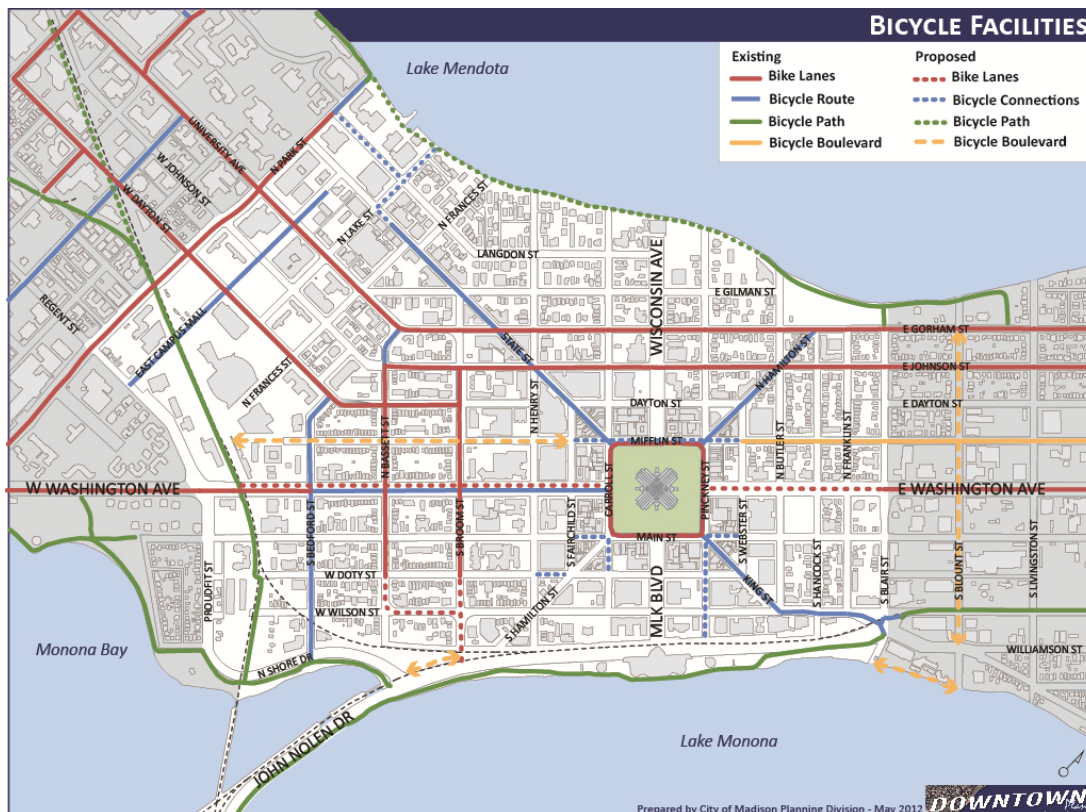 BICYCLE FACILITIES
Existing
Bike Lanes
Bicycle Route
Bicycle Path
Bicycle Boulevard
Proposed
Bike Lanes
Bicycle Connections
Bicycle Path
Bicycle Boulevard
Lake Mendota
UNIVERSITY AVE
N PARK ST
W JOHNSON ST
W DAYTON ST
N LAKE ST
N FRANCES ST
LANGDON ST
WISCONSIN AVE
E GILMAN ST
REGENT ST
EAST CAMPUS MALL
STATE ST
E GORHAM ST
N HAMILTON ST
E JOHNSON ST
N FRANCES ST
N HENRY ST
DAYTON ST
E DAYTON ST
N BASSETT ST
MIFFLIN ST
N BUTLER ST
N FRANKLIN ST
W WASHINGTON AVE
CARROLL ST
PINCKNEY ST
E WASHINGTON AVE
S BEDFORD ST
S BROOM ST
S FAIRCHILD ST
MAIN ST
S WEBSTER ST
PROUDFIT ST
W DOTY ST
MLK BLVD
KING ST
S HANCOCK ST
S BLAIR ST
S BLOUNT ST
S LIVINGSTON ST
W WILSON ST
S HAMILTON ST
WILLIAMSON ST
Monona Bay
N SHORE DR
JOHN NOLEN DR
Lake Monona
Prepared by City of Madison Planning Division - May 2012
DOWNTOWN